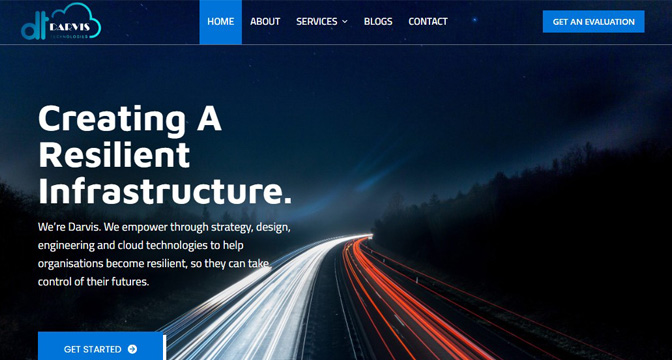 dt DARVIS
TECHNOLOGIES
HOME ABOUT SERVICES BLOGS CONTACT GET AN EVALUATION
Creating A
Resilient
Infrastructure.
We're Darvis. We empower through strategy, design,
engineering and cloud technologies to help
organisations become resilient, so they can take
control of their futures.
GET STARTED